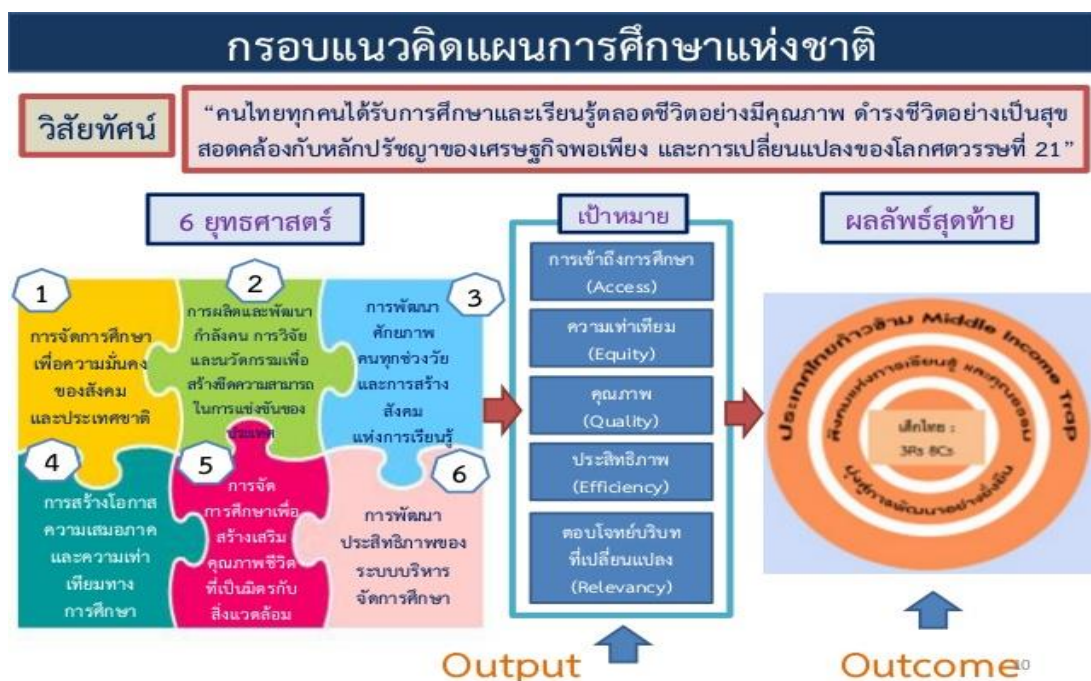 กรอบแนวคิดแผนการศึกษาแห่งชาติ
วิสัยทัศน์
“คนไทยทุกคนได้รับการศึกษาและเรียนรู้ตลอดชีวิตอย่างมีคุณภาพ ดำรงชีวิตอย่างเป็นสุข
สอดคล้องกับหลักปรัชญาของเศรษฐกิจพอเพียง และการเปลี่ยนแปลงของโลกศตวรรษที่ 21”
6 ยุทธศาสตร์
1
การจัดการศึกษา
เพื่อความมั่นคง
ของสังคม
และประเทศชาติ
2
การผลิตและพัฒนา
กำลังคน การวิจัย
และนวัตกรรมเพื่อ
สร้างขีดความสามารถ
ในการแข่งขันของ
ประเทศ
3
การพัฒนา
ศักยภาพ
คนทุกช่วงวัย
และการสร้าง
สังคม
แห่งการเรียนรู้
4
การสร้างโอกาส
ความเสมอภาค
และความเท่า
เทียมทาง
การศึกษา
5
การจัด
การศึกษาเพื่อ
สร้างเสริม
คุณภาพชีวิต
ที่เป็นมิตรกับ
สิ่งแวดล้อม
6
การพัฒนา
ประสิทธิภาพของ
ระบบบริหาร
จัดการศึกษา
เป้าหมาย
การเข้าถึงการศึกษา
(Access)
ความเท่าเทียม
(Equity)
คุณภาพ
(Quality)
ประสิทธิภาพ
(Efficiency)
ตอบโจทย์บริบท
ที่เปลี่ยนแปลง
(Relevancy)
Output
ผลลัพธ์สุดท้าย
ประเทศไทยก้าวข้าม Middle Income Trap
สังคมแห่งการเรียนรู้ และคุณธรรม
เด็กไทย :
3Rs 8Cs
มุ่งสู่การพัฒนาอย่างยั่งยืน
Outcome
10